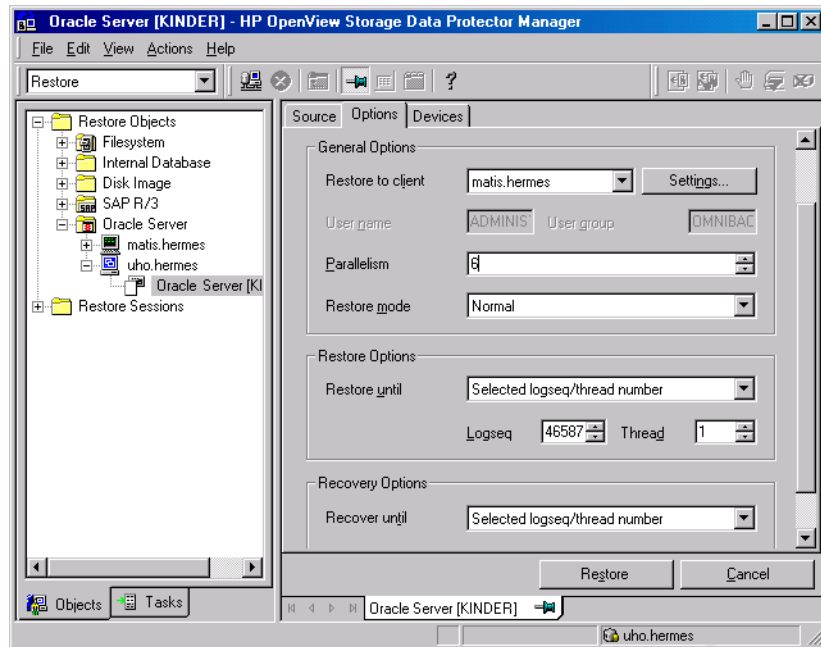 Oracle Server [KINDER] - HP OpenView Storage Data Protector Manager
File Edit View Actions Help
Restore
Restore Objects
Filesystem
Internal Database
Disk Image
SAP R/3
Oracle Server
matis.hermes
uho.hermes
Oracle Server [KI
Restore Sessions
Objects
Tasks
Source Options Devices
General Options
Restore to client matis.hermes Settings...
User name ADMINIS User group OMNIBAC
Parallelism 6
Restore mode Normal
Restore Options
Restore until Selected logseq/thread number
Logseq 46587 Thread 1
Recovery Options
Recover until Selected logseq/thread number
Restore Cancel
Oracle Server [KINDER]
uho.hermes